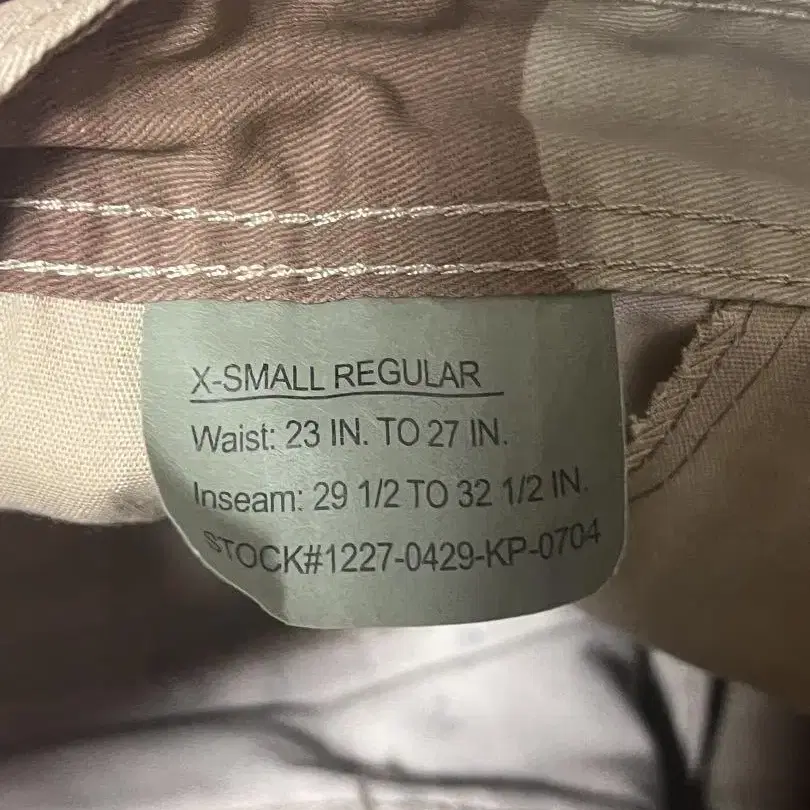 X-SMALL REGULAR
Waist: 23 IN. TO 27 IN.
Inseam: 29 1/2 TO 32 1/2 IN.
STOCK#1227-0429-KP-0704